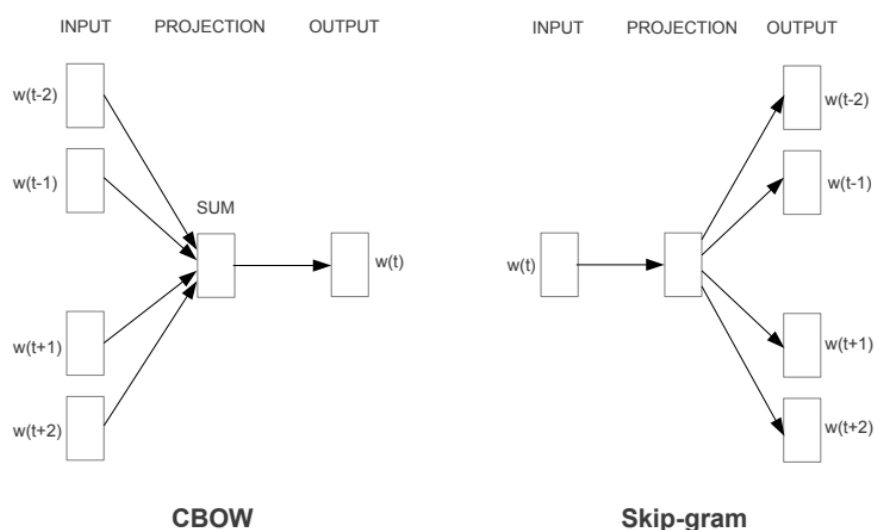 INPUT PROJECTION OUTPUT
w(t-2)
w(t-1)
SUM
w(t)
w(t+1)
w(t+2)
CBOW
INPUT PROJECTION OUTPUT
w(t-2)
w(t-1)
w(t)
w(t+1)
w(t+2)
Skip-gram